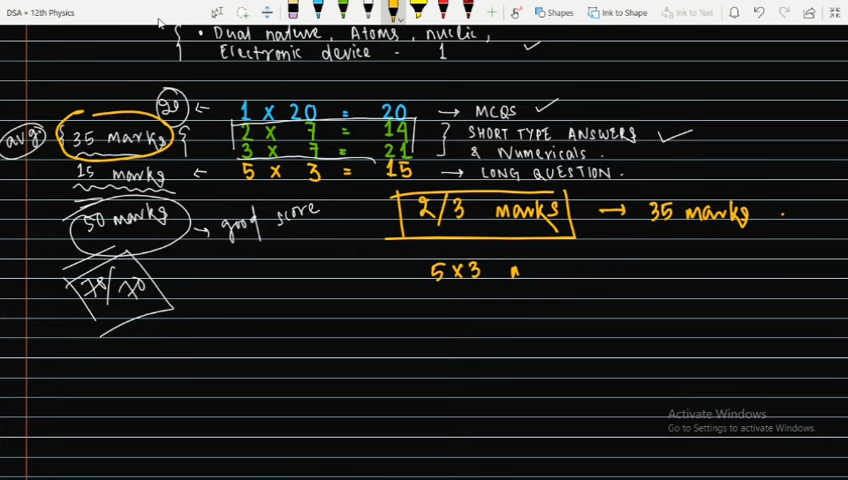 DSA = 12th Physics
Shapes Ink to Shape Ink to Text
• Dual nature, Atoms, nuclie,
Electronic device - 1
20 ← 1 x 20 = 20 → MCQS
avg. 35 marks 2 x 7 = 14 SHORT TYPE ANSWERS
3 x 7 = 21 & Numericals.
15 marks ← 5 x 3 = 15 → LONG QUESTION.
50 marks → good score
2/3 marks → 35 marks.
5 x 3
70/70
Activate Windows
Go to Settings to activate Windows.